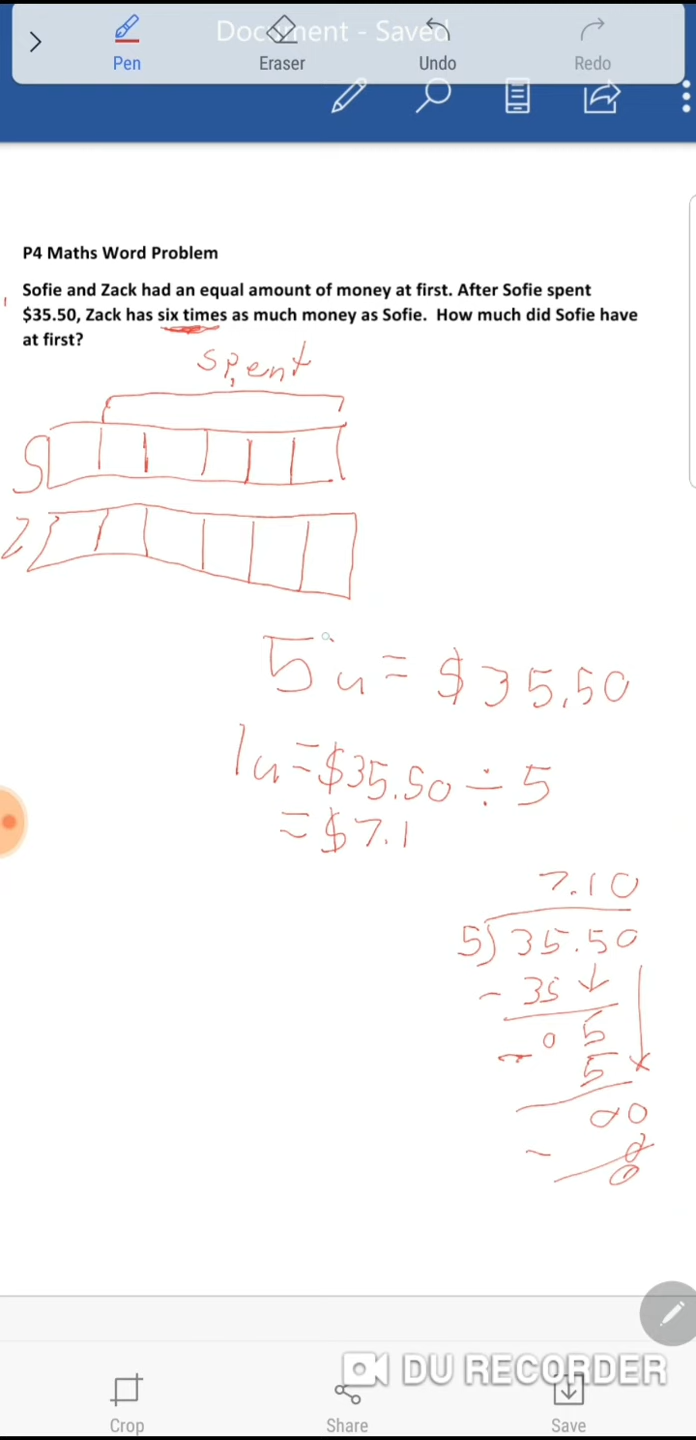 Document - Saved
Pen
Eraser
Undo
Redo
P4 Maths Word Problem
Sofie and Zack had an equal amount of money at first. After Sofie spent
$35.50, Zack has six times as much money as Sofie. How much did Sofie have
at first?
spent
S
Z
5u = $35.50
1u = $35.50 ÷ 5
= $7.1
7.10
5)35.50
- 35
05
- 5
00
- 0
0
DU RECORDER
Crop
Share
Save